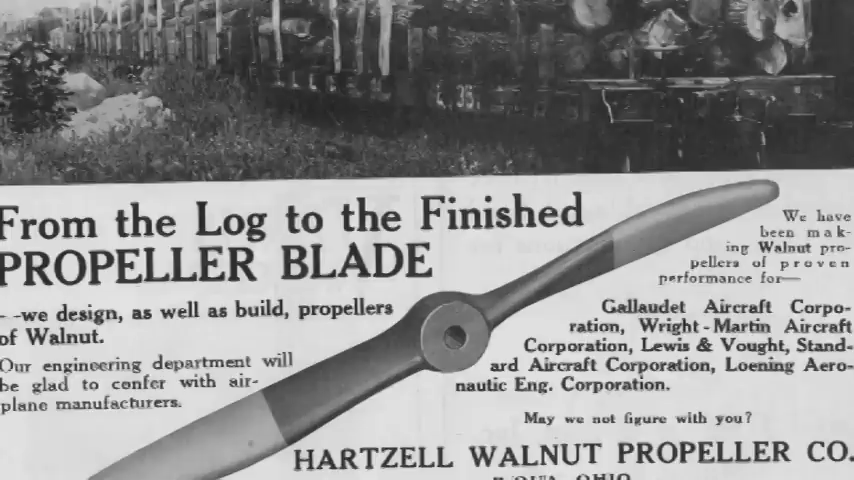 From the Log to the Finished
PROPELLER BLADE
- -we design, as well as build, propellers
of Walnut.
Our engineering department will
be glad to confer with air-
plane manufacturers.
We have
been mak-
ing Walnut pro-
pellers of proven
performance for—
Gallaudet Aircraft Corpo-
ration, Wright-Martin Aircraft
Corporation, Lewis & Vought, Stand-
ard Aircraft Corporation, Loening Aero-
nautic Eng. Corporation.
May we not figure with you?
HARTZELL WALNUT PROPELLER CO.
OHIO